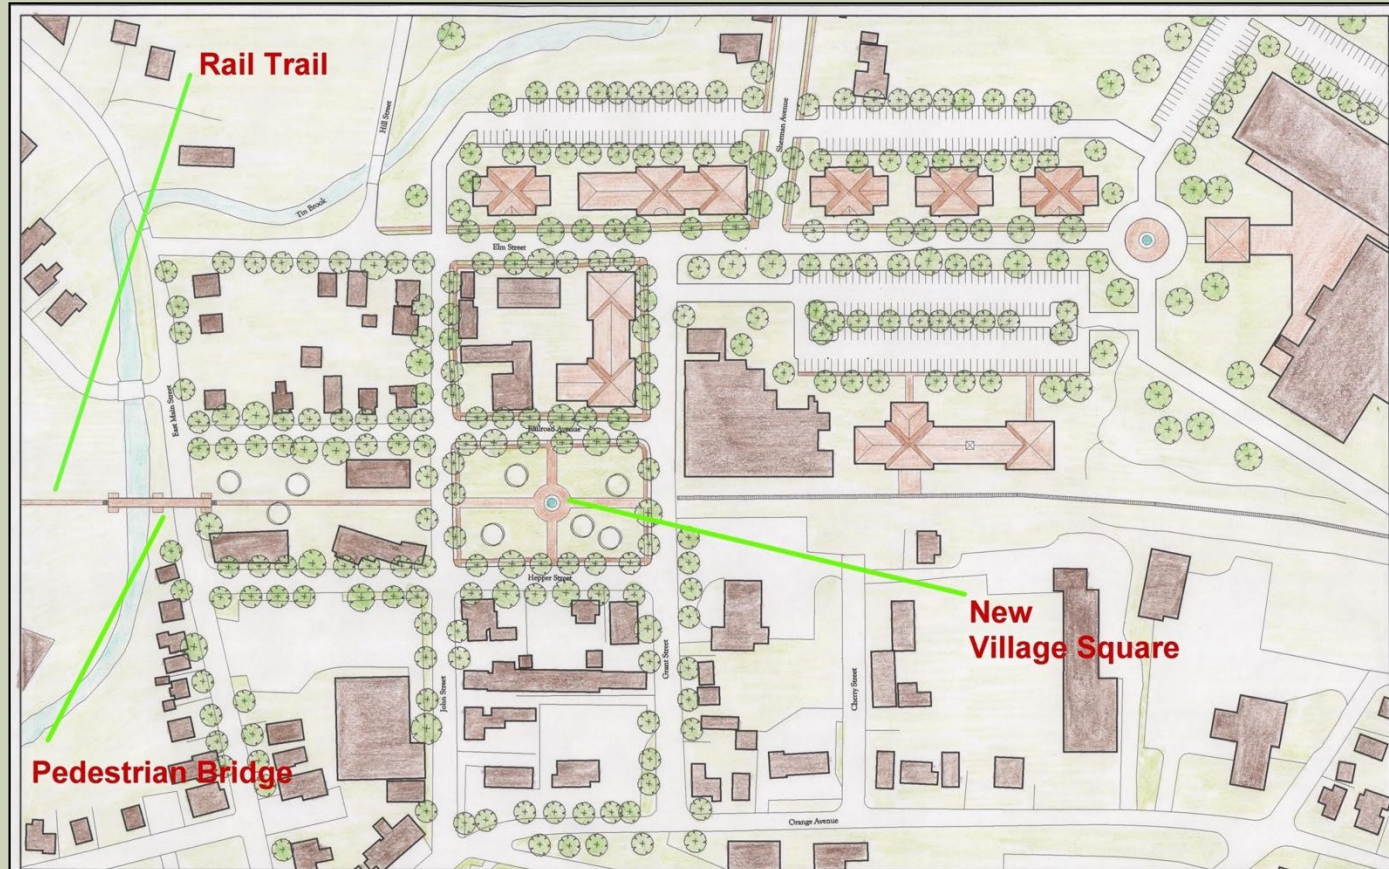 Rail Trail
Hill Street
Sherman Avenue
Tin Brook
Elm Street
East Main Street
Railroad Avenue
Hepper Street
New
Village Square
Grant Street
John Street
Cherry Street
Pedestrian Bridge
Orange Avenue